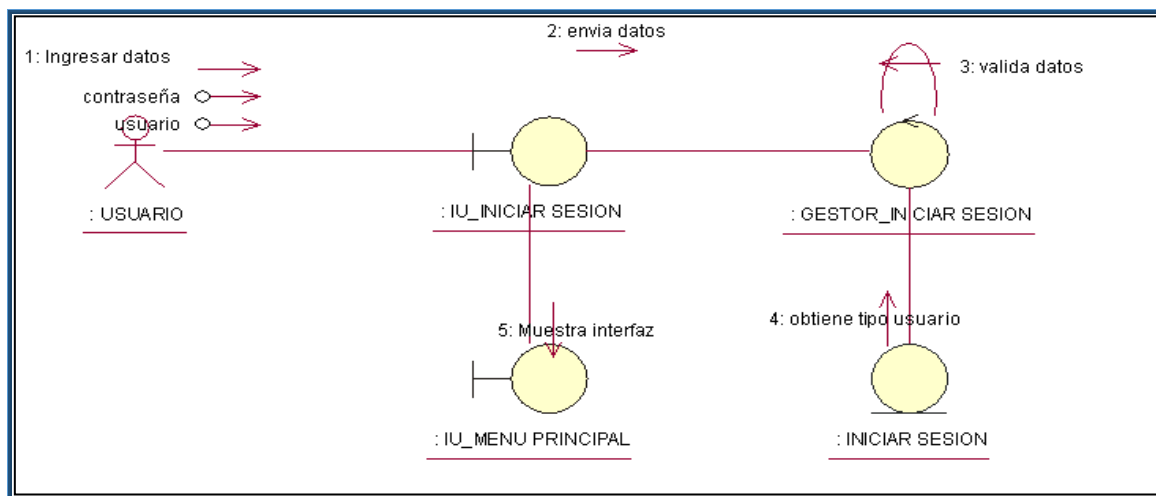 2: envia datos
1: Ingresar datos
3: valida datos
contraseña
usuario
: USUARIO
: IU_INICIAR SESION
: GESTOR_INICIAR SESION
4: obtiene tipo usuario
5: Muestra interfaz
: IU_MENU PRINCIPAL
: INICIAR SESION